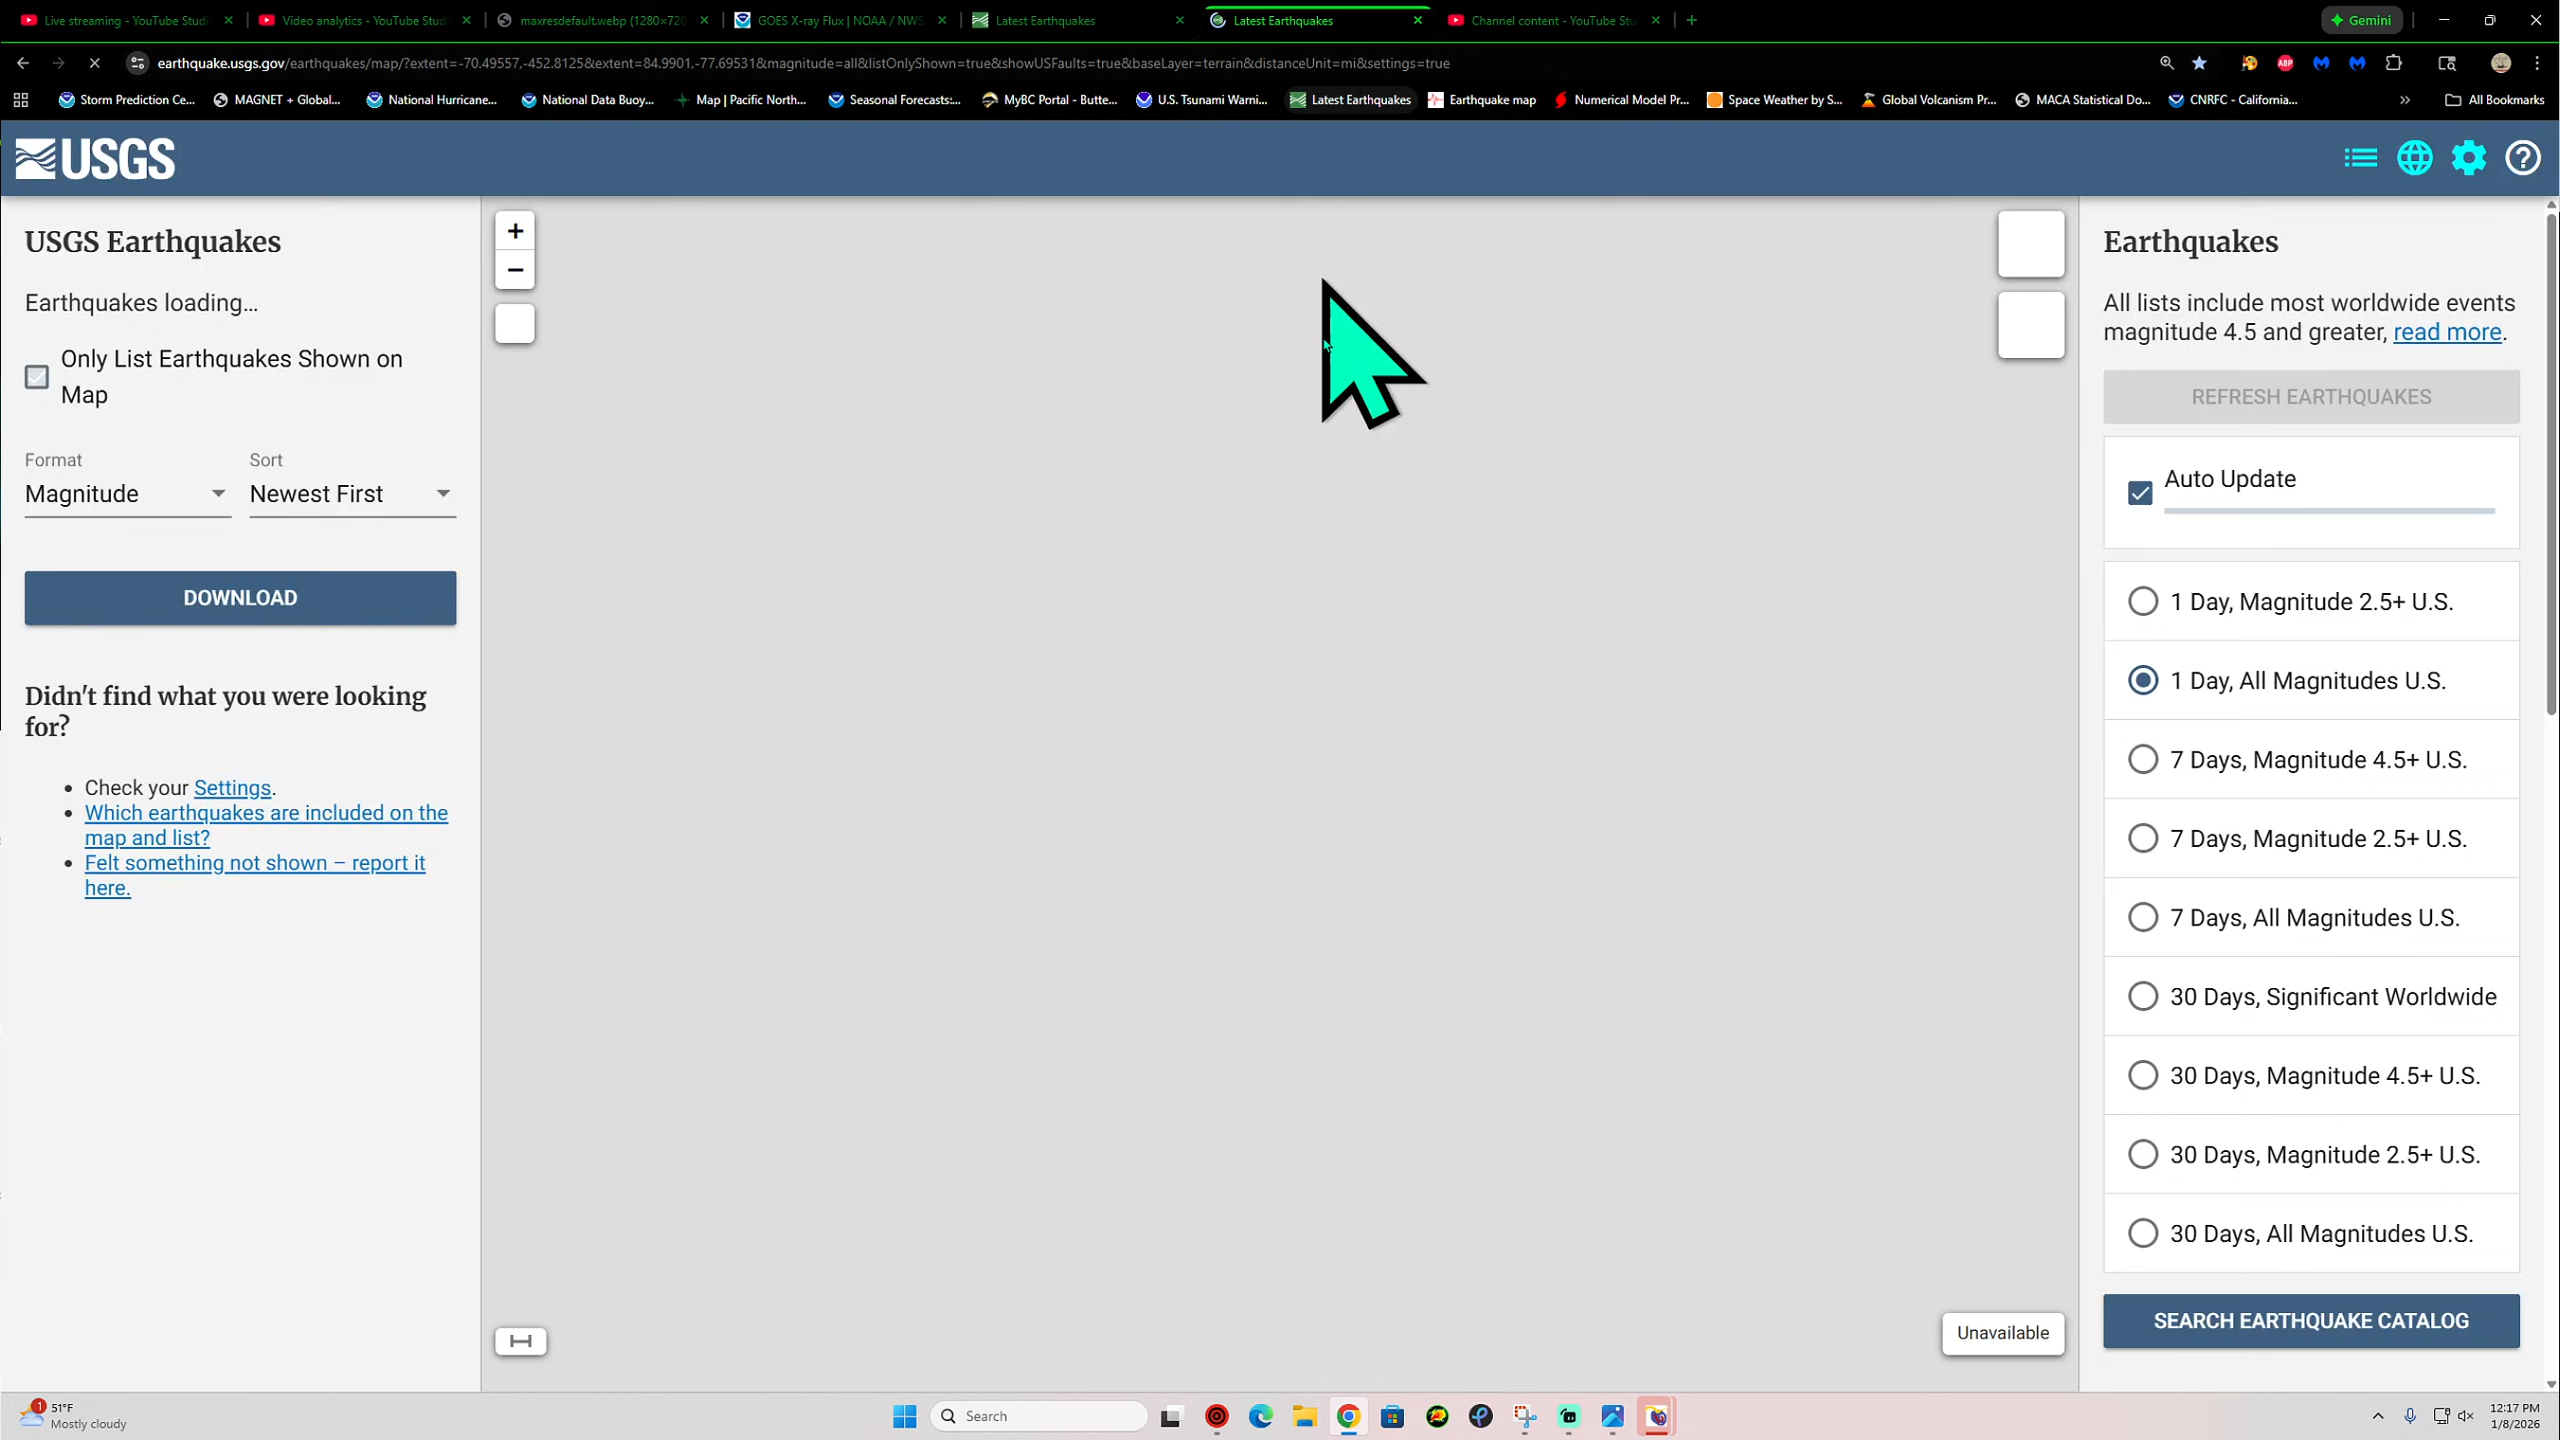 Live streaming - YouTube Studi
Video analytics - YouTube Studi
maxresdefault.webp (1280×720
GOES X-ray Flux | NOAA / NWS
Latest Earthquakes
Latest Earthquakes
Channel content - YouTube Stu
Gemini
earthquake.usgs.gov/earthquakes/map/?extent=-70.49557,-452.8125&extent=84.9901,-77.69531&magnitude=all&listOnlyShown=true&showUSFaults=true&baseLayer=terrain&distanceUnit=mi&settings=true
ABP
Storm Prediction Ce...
MAGNET + Global...
National Hurricane...
National Data Buoy...
Map | Pacific North...
Seasonal Forecasts:...
MyBC Portal - Butte...
U.S. Tsunami Warni...
Latest Earthquakes
Earthquake map
Numerical Model Pr...
Space Weather by S...
Global Volcanism Pr...
MACA Statistical Do...
CNRFC - California...
All Bookmarks
USGS
USGS Earthquakes
Earthquakes loading...
Only List Earthquakes Shown on
Map
Format
Sort
Magnitude
Newest First
DOWNLOAD
Didn't find what you were looking
for?
Check your Settings.
Which earthquakes are included on the
map and list?
Felt something not shown – report it
here.
+
−
Unavailable
Earthquakes
All lists include most worldwide events
magnitude 4.5 and greater, read more.
REFRESH EARTHQUAKES
Auto Update
1 Day, Magnitude 2.5+ U.S.
1 Day, All Magnitudes U.S.
7 Days, Magnitude 4.5+ U.S.
7 Days, Magnitude 2.5+ U.S.
7 Days, All Magnitudes U.S.
30 Days, Significant Worldwide
30 Days, Magnitude 4.5+ U.S.
30 Days, Magnitude 2.5+ U.S.
30 Days, All Magnitudes U.S.
SEARCH EARTHQUAKE CATALOG
1
51°F
Mostly cloudy
Search
12:17 PM
1/8/2026